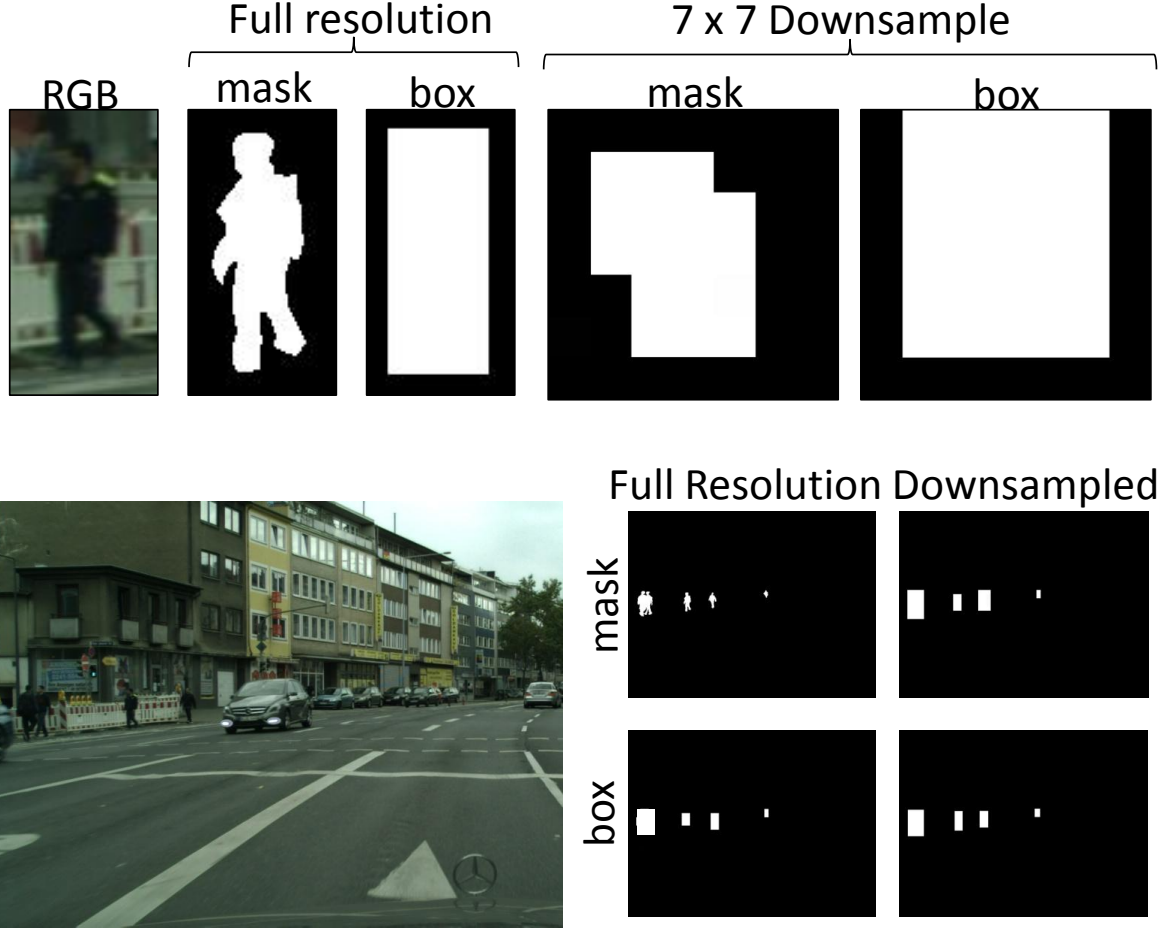 Full resolution
7 x 7 Downsample
RGB
mask
box
mask
box
Full Resolution Downsampled
mask
box